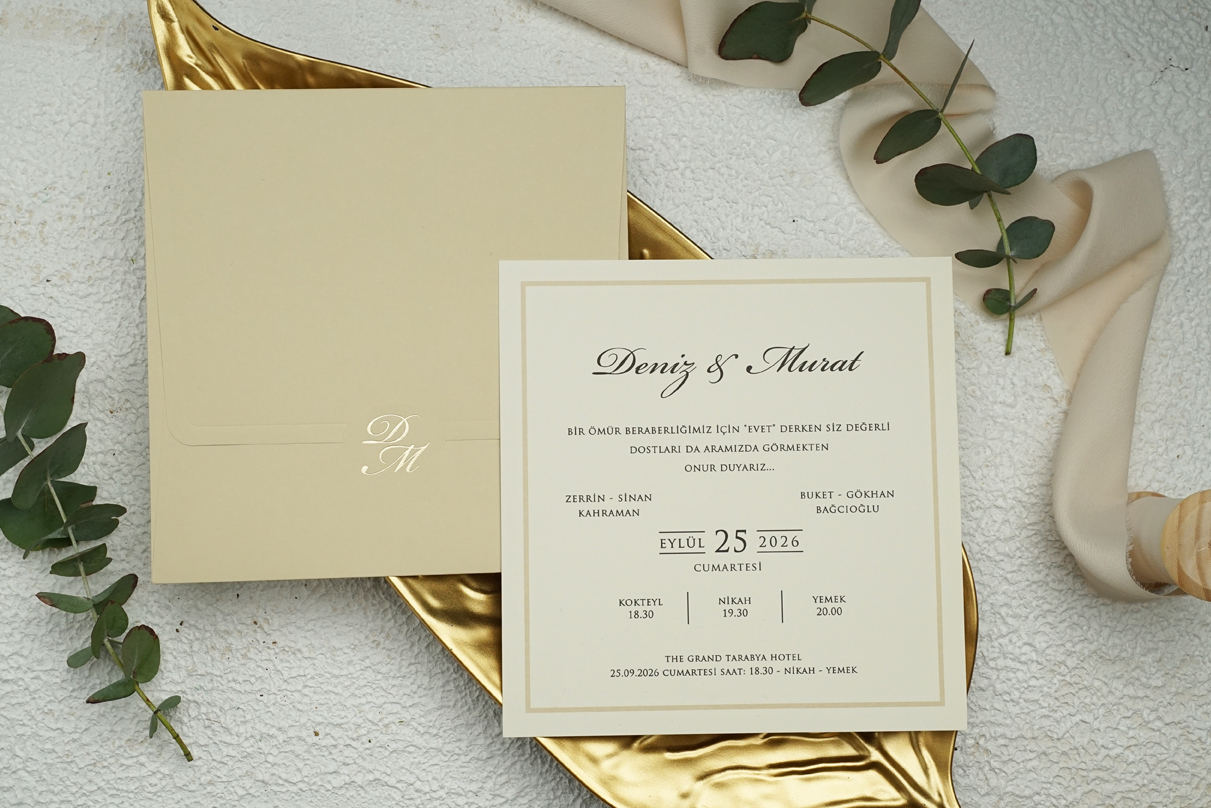 D
M
Deniz & Murat
BİR ÖMÜR BERABERLİĞİMİZ İÇİN "EVET" DERKEN SİZ DEĞERLİ
DOSTLARI DA ARAMIZDA GÖRMEKTEN
ONUR DUYARIZ...
ZERRİN - SİNAN
KAHRAMAN
BUKET - GÖKHAN
BAĞCIOĞLU
EYLÜL 25 2026
CUMARTESİ
KOKTEYL
18.30
NİKAH
19.30
YEMEK
20.00
THE GRAND TARABYA HOTEL
25.09.2026 CUMARTESİ SAAT: 18.30 - NİKAH - YEMEK